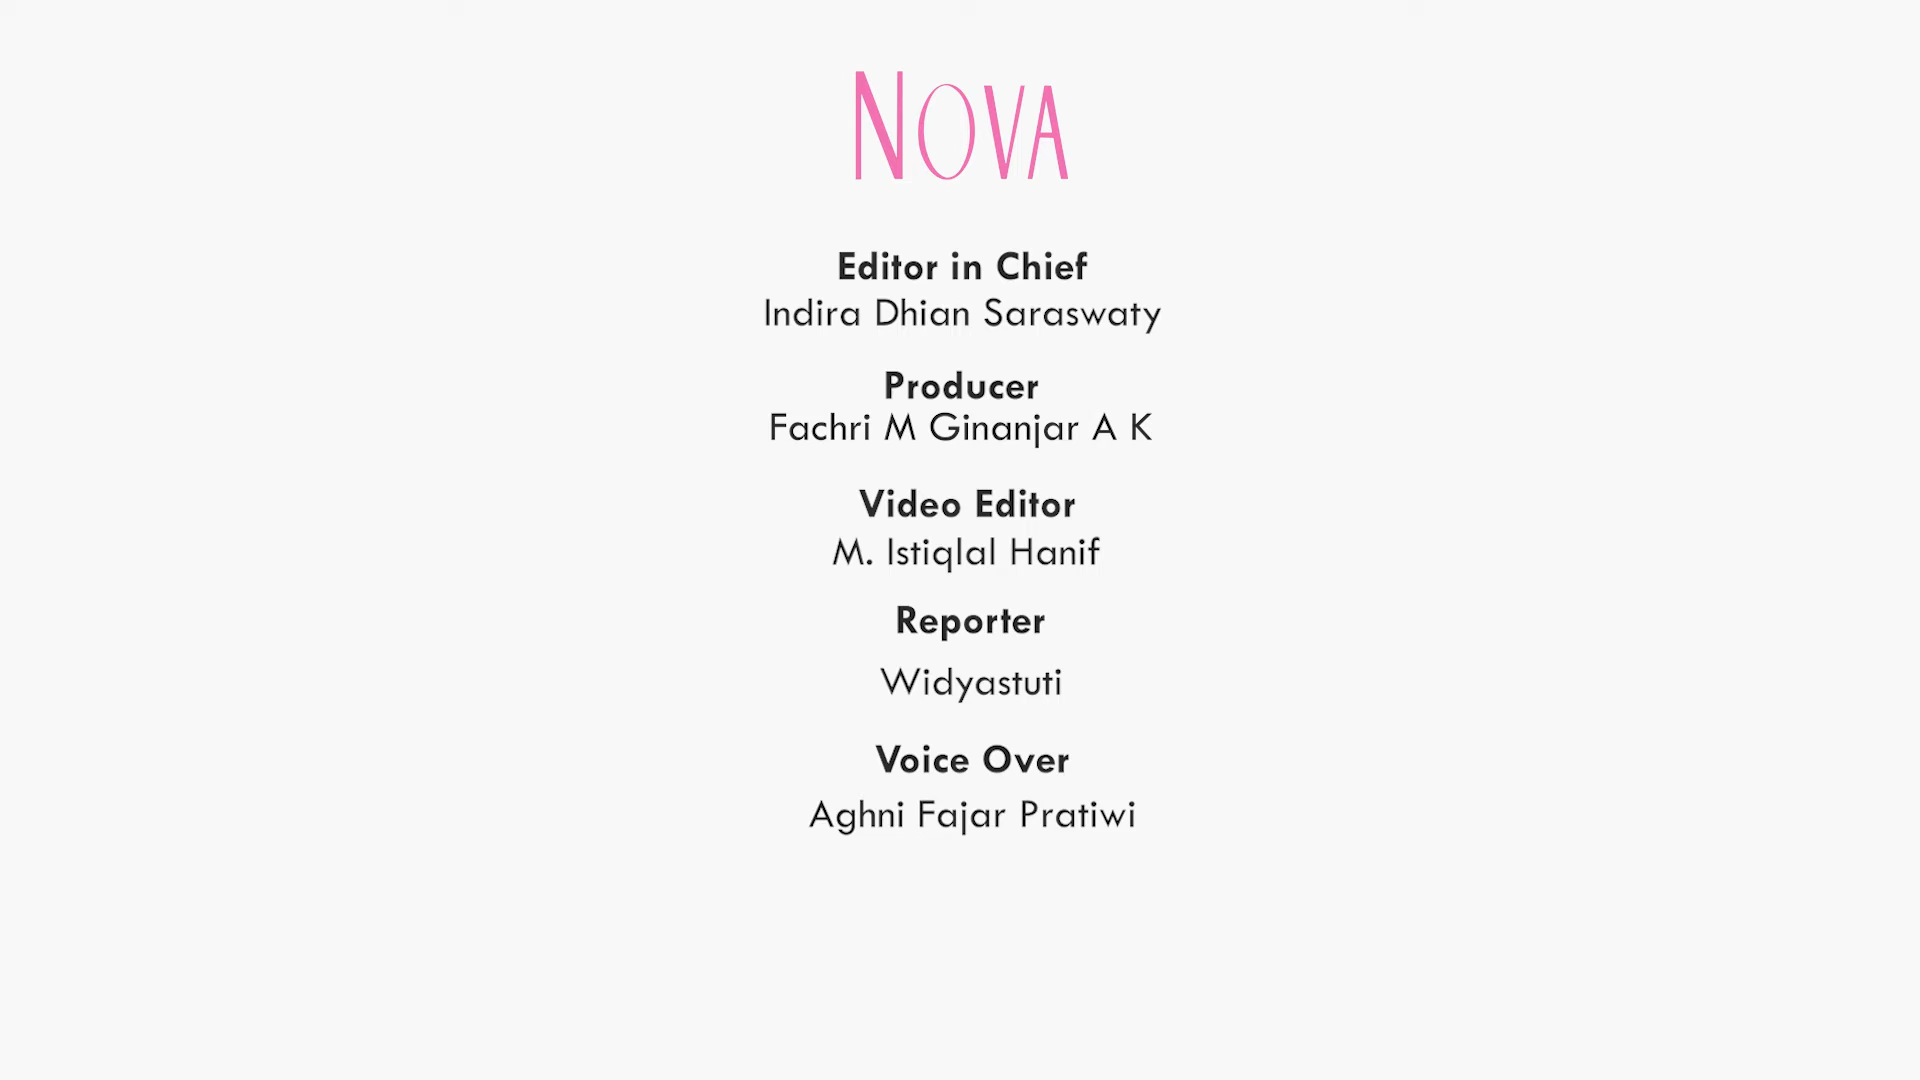 NOVA
Editor in Chief
Indira Dhian Saraswaty
Producer
Fachri M Ginanjar A K
Video Editor
M. Istiqlal Hanif
Reporter
Widyastuti
Voice Over
Aghni Fajar Pratiwi